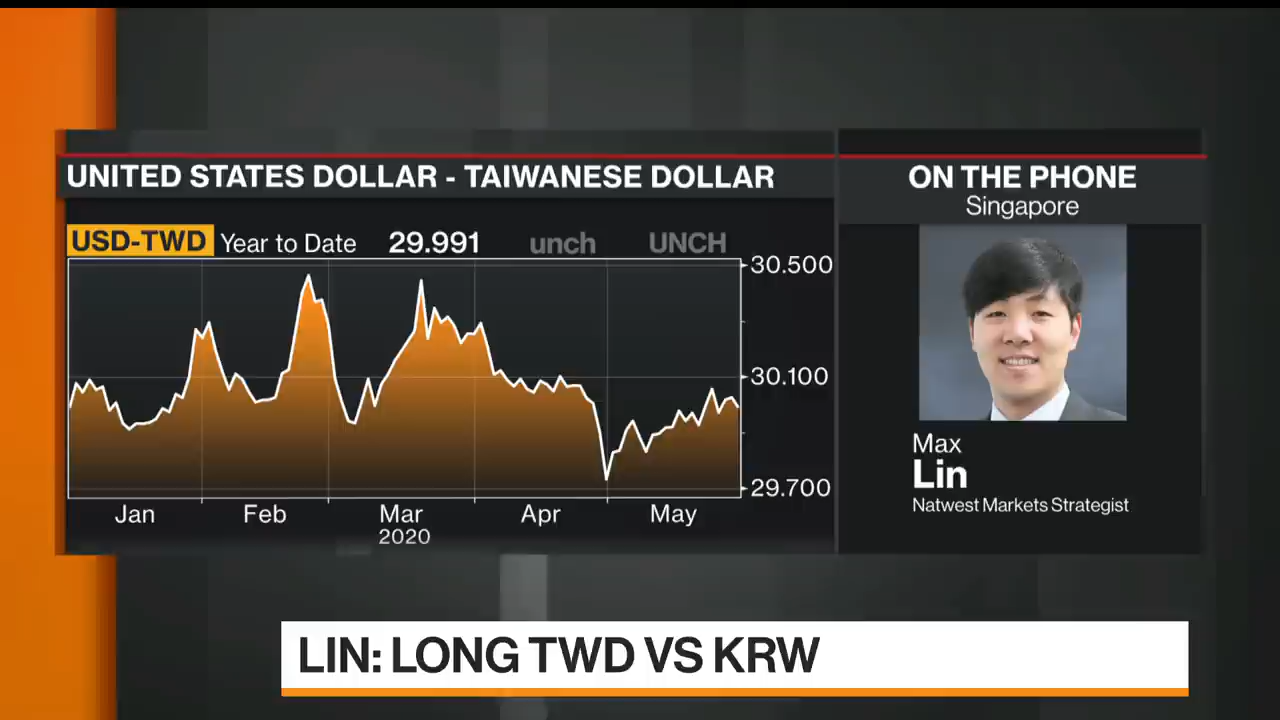 UNITED STATES DOLLAR - TAIWANESE DOLLAR
USD-TWD Year to Date 29.991 unch UNCH
30.500
30.100
29.700
Jan Feb Mar Apr May
2020
ON THE PHONE
Singapore
Max
Lin
Natwest Markets Strategist
LIN: LONG TWD VS KRW